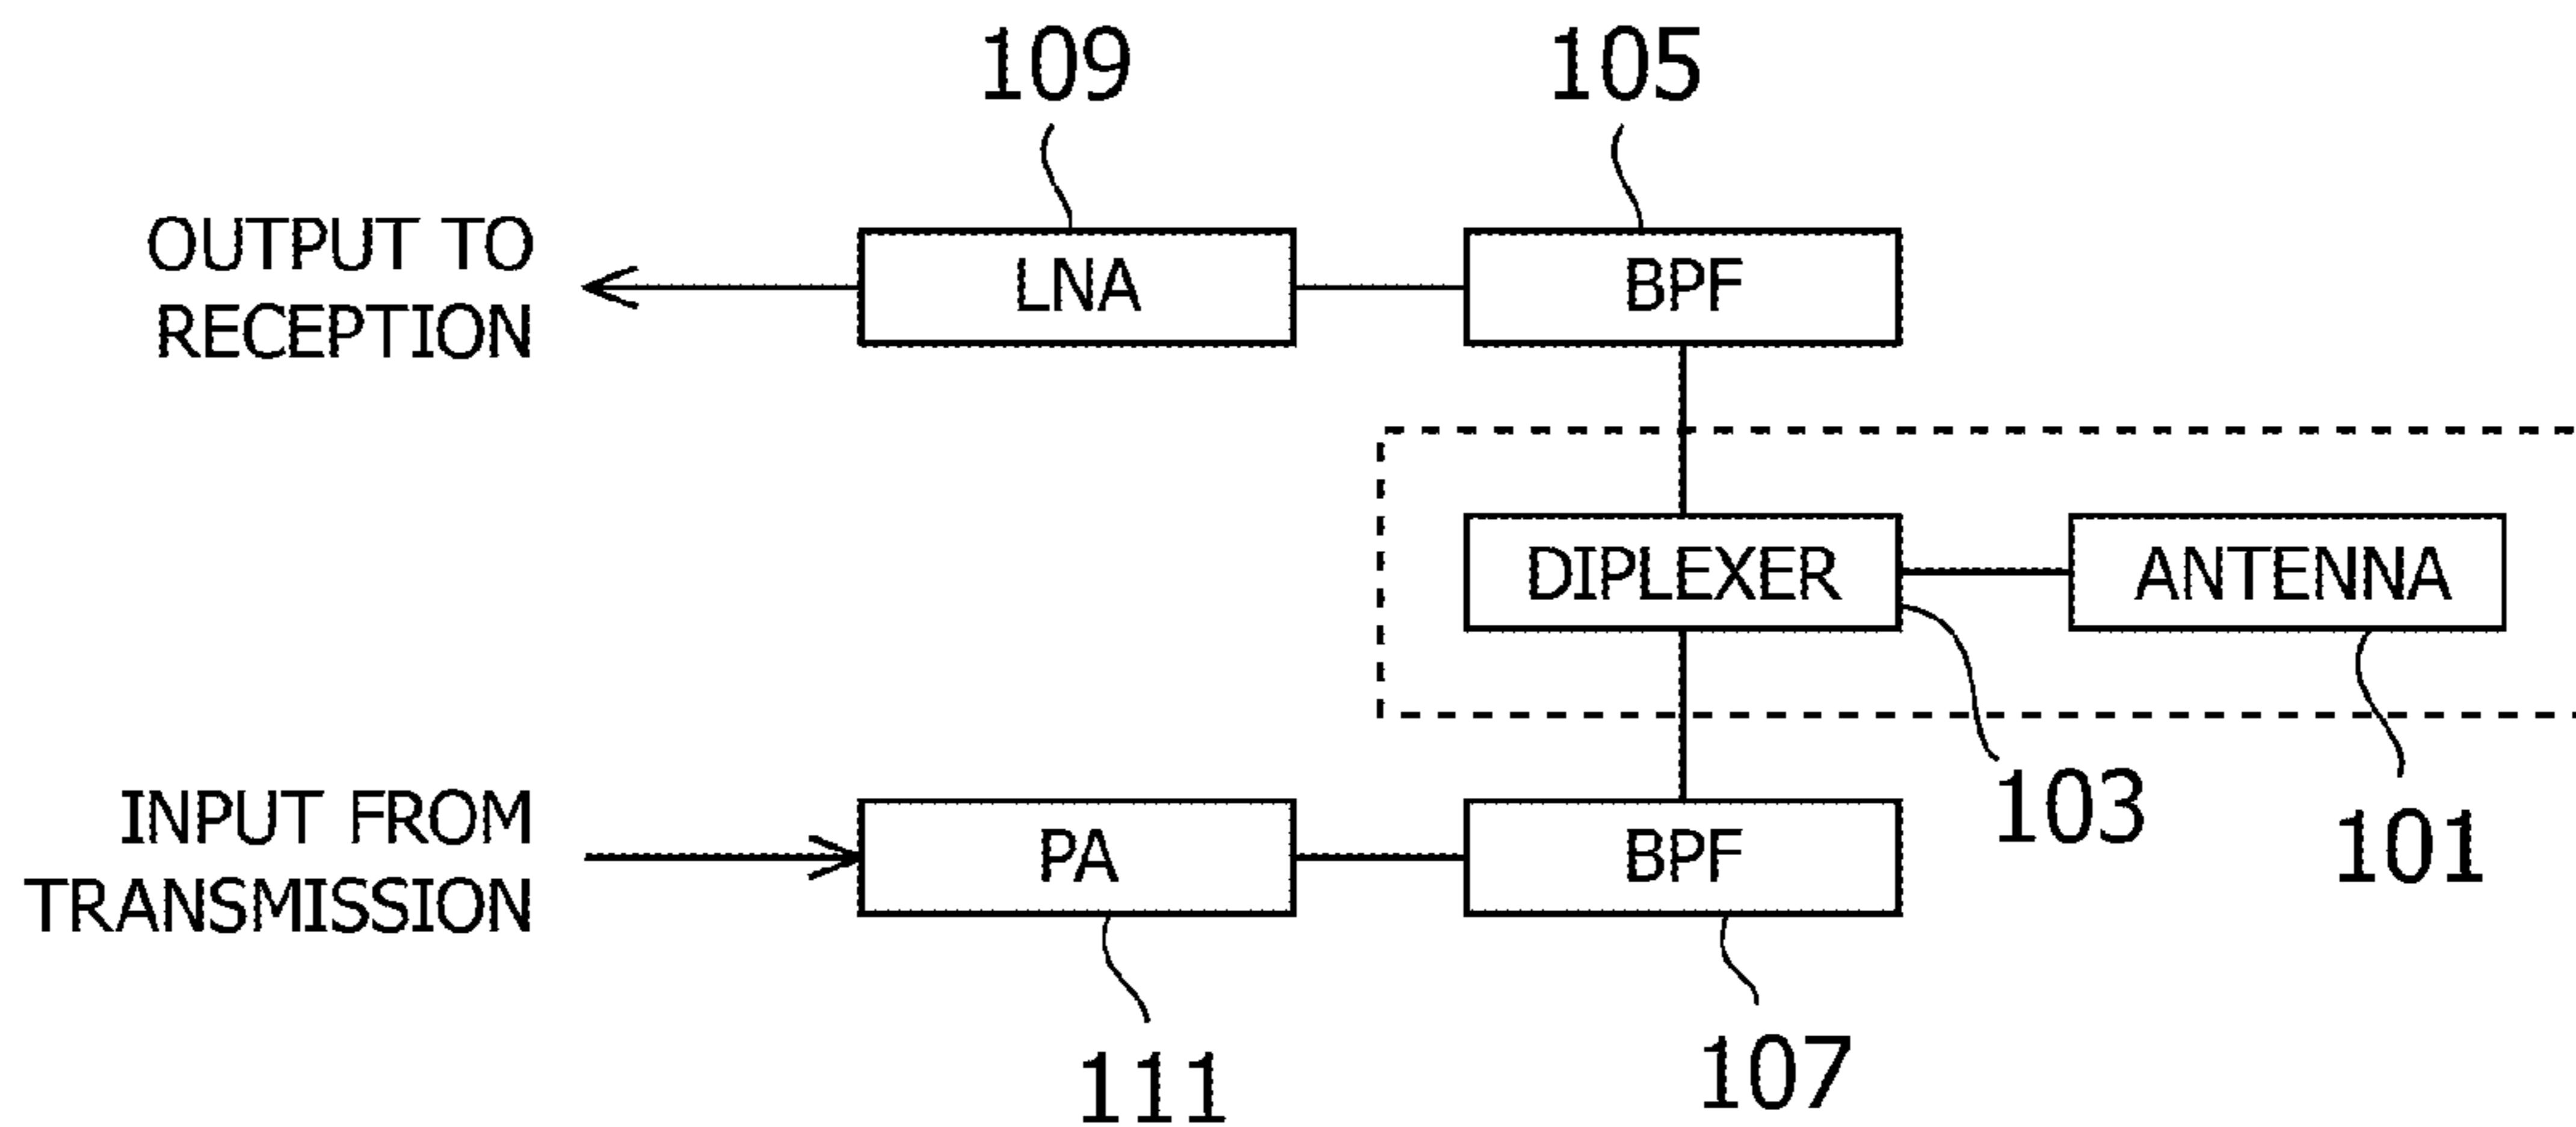 109
105
OUTPUT TO
RECEPTION
LNA
BPF
DIPLEXER
ANTENNA
103
101
INPUT FROM
TRANSMISSION
PA
BPF
111
107